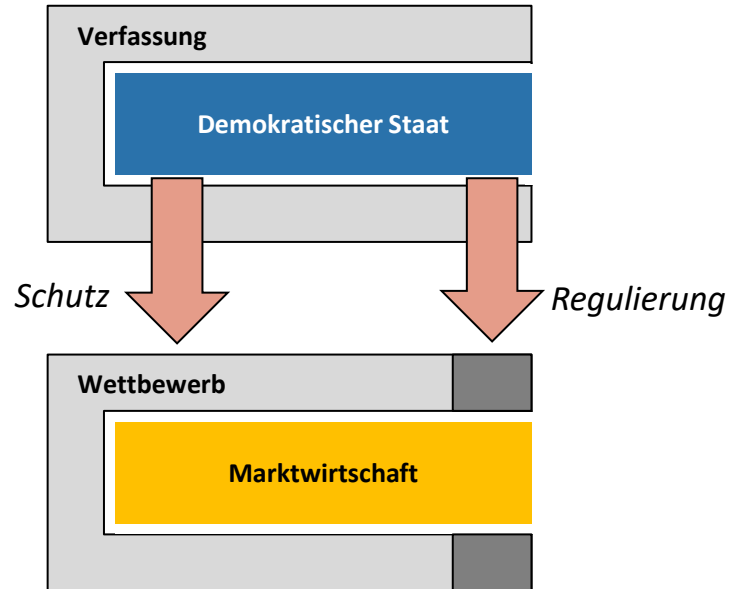 Verfassung
Demokratischer Staat
Schutz
Regulierung
Wettbewerb
Marktwirtschaft